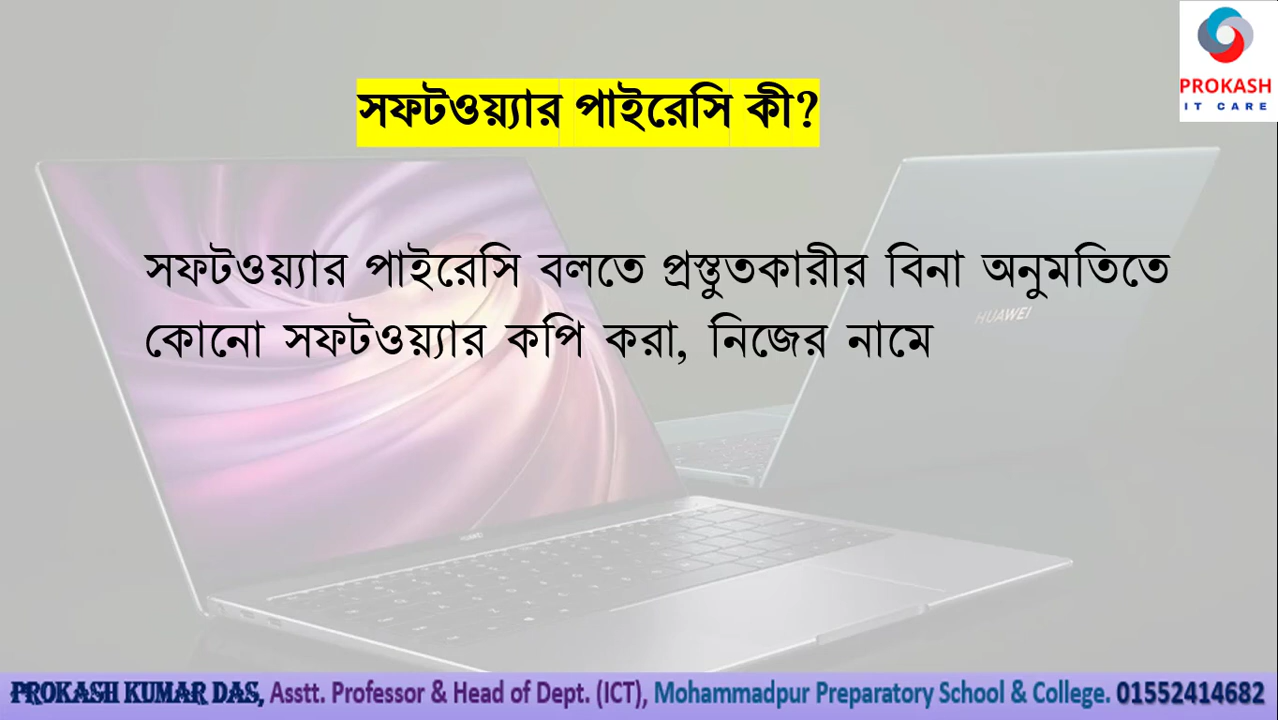 PROKASH
IT CARE
সফটওয়্যার পাইরেসি কী?
সফটওয়্যার পাইরেসি বলতে প্রস্তুতকারীর বিনা অনুমতিতে
কোনো সফটওয়্যার কপি করা, নিজের নামে
HUAWEI
HUAWEI
PROKASH KUMAR DAS, Asstt. Professor & Head of Dept. (ICT), Mohammadpur Preparatory School & College. 01552414682